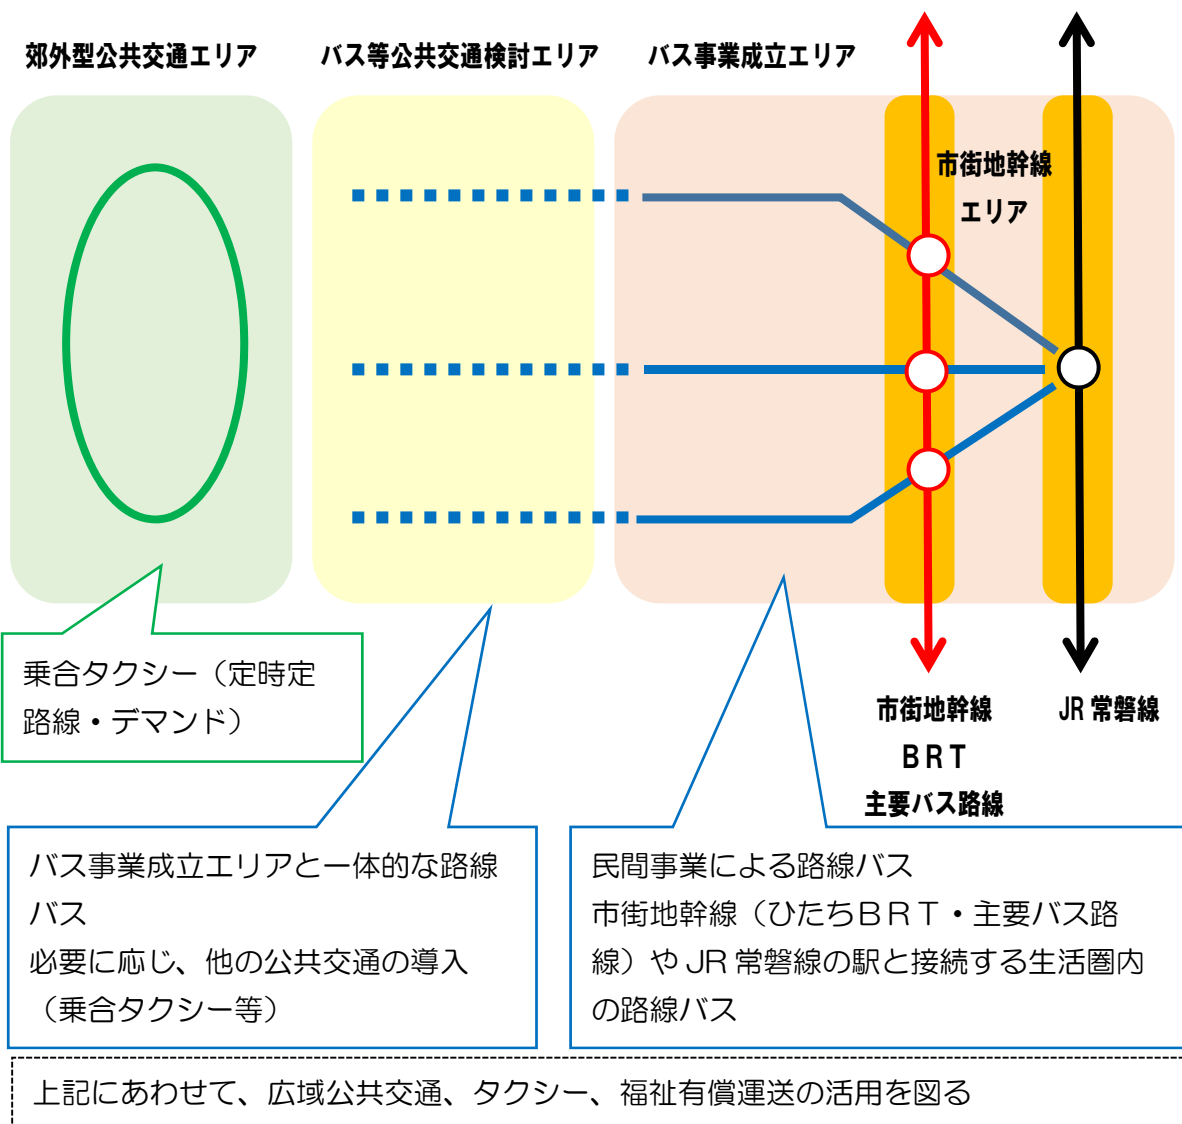 郊外型公共交通エリア
バス等公共交通検討エリア
バス事業成立エリア
市街地幹線
エリア
乗合タクシー（定時定
路線・デマンド）
市街地幹線
ＢＲＴ
主要バス路線
JR 常磐線
バス事業成立エリアと一体的な路線
バス
必要に応じ、他の公共交通の導入
（乗合タクシー等）
民間事業による路線バス
市街地幹線（ひたちＢＲＴ・主要バス路
線）や JR 常磐線の駅と接続する生活圏内
の路線バス
上記にあわせて、広域公共交通、タクシー、福祉有償運送の活用を図る